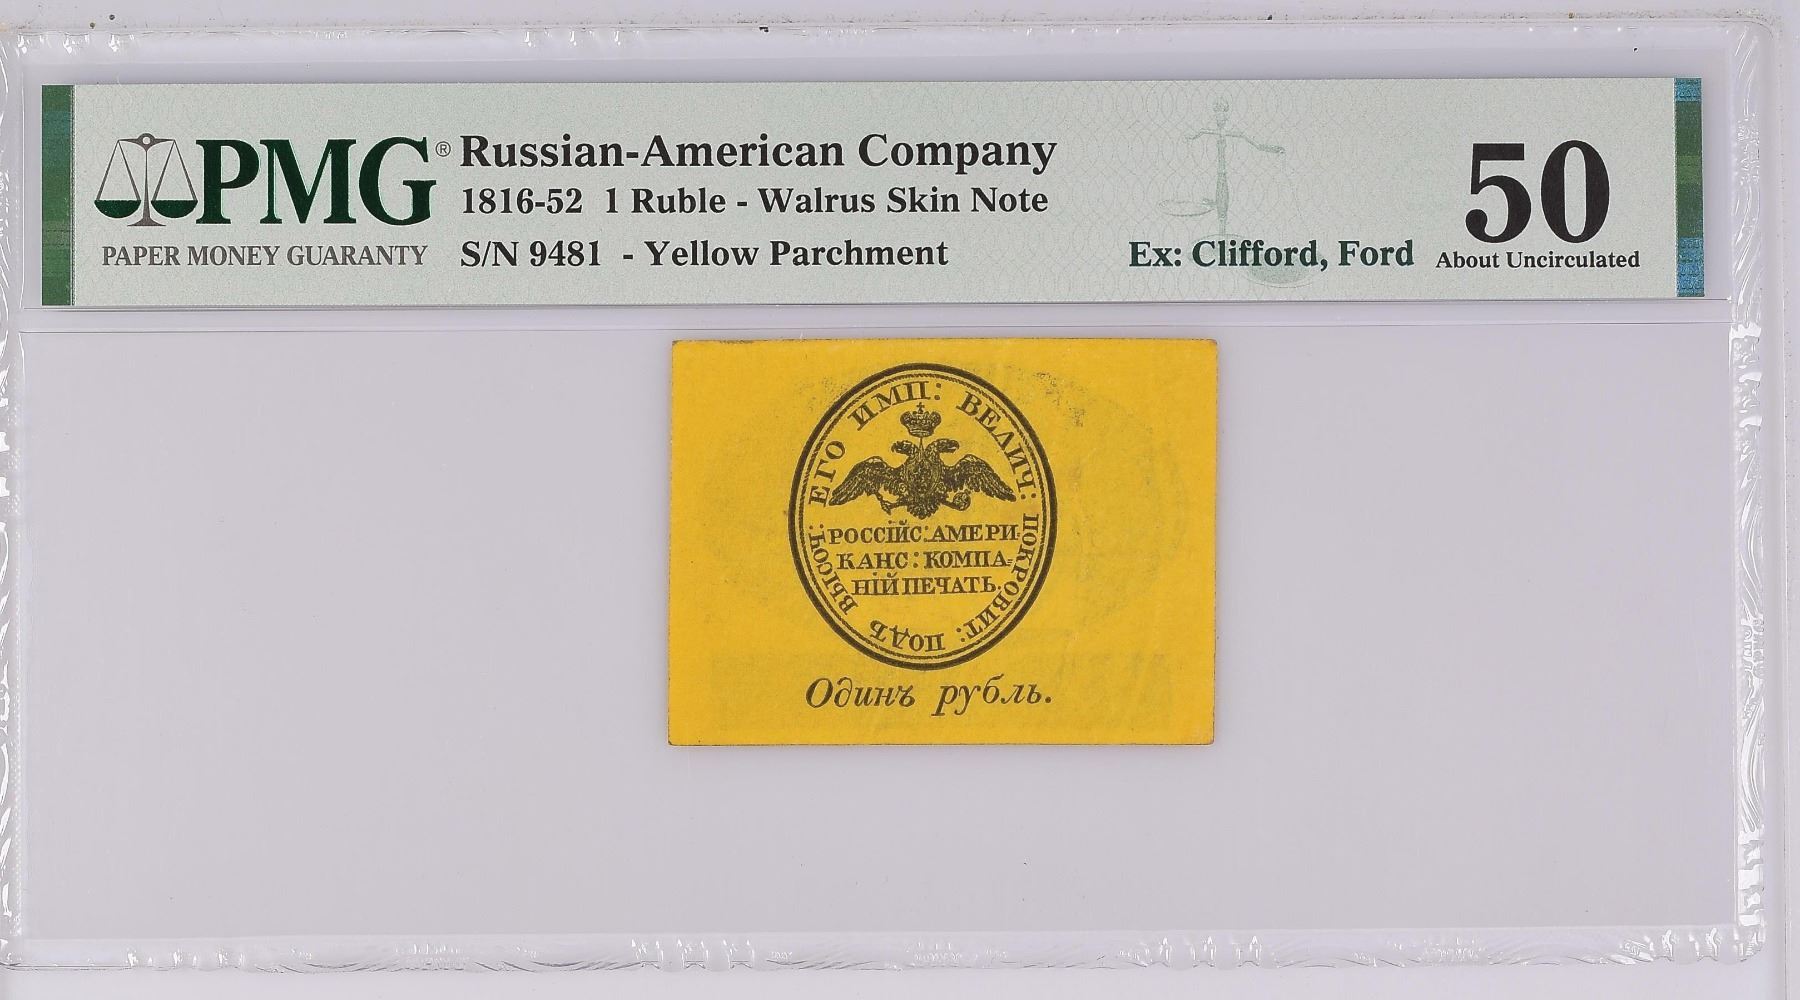 PMG®
PAPER MONEY GUARANTY
Russian-American Company
1816-52 1 Ruble - Walrus Skin Note
S/N 9481 - Yellow Parchment
Ex: Clifford, Ford
50
About Uncirculated
ПОДЪ ВЫСОЧ: ЕГО ИМП: ВЕЛИЧ: ПОКРОВИТ:
РОССІЙС: АМЕРИ-
КАНС: КОМПА=
НІЙ ПЕЧАТЬ.
Одинъ рубль.